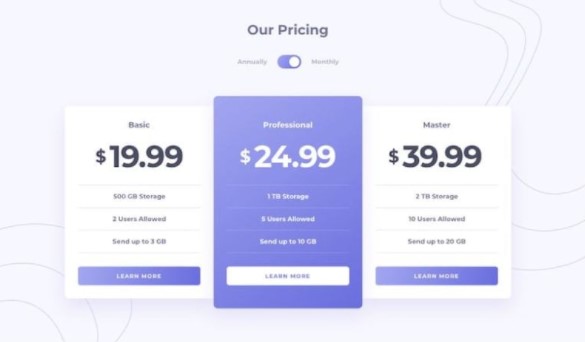 Our Pricing
Annually Monthly
Basic
$19.99
500 GB Storage
2 Users Allowed
Send up to 3 GB
LEARN MORE
Professional
$24.99
1 TB Storage
5 Users Allowed
Send up to 10 GB
LEARN MORE
Master
$39.99
2 TB Storage
10 Users Allowed
Send up to 20 GB
LEARN MORE